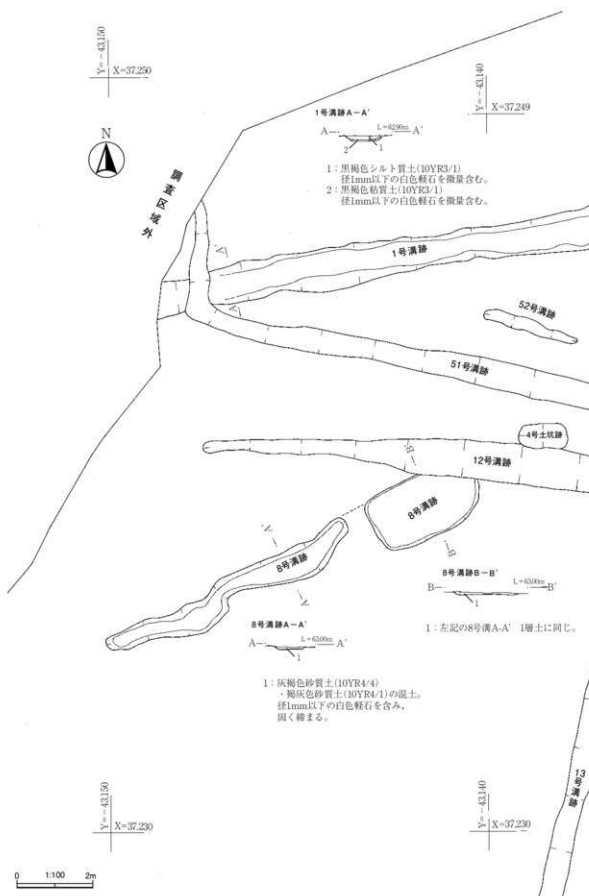 Y=-43,150
X=37,250
Y=-43,140
X=37,249
N
調査区域外
1号溝跡A-A'
A— L=62.90m —A'
2 1
1：黒褐色シルト質土(10YR3/1)
径1mm以下の白色軽石を微量含む。
2：黒褐色粘質土(10YR3/1)
径1mm以下の白色軽石を微量含む。
A'
1号溝跡
A
52号溝跡
51号溝跡
4号土坑跡
B—
12号溝跡
8号溝跡
B—
A'
8号溝跡
A
8号溝跡B-B'
B— L=63.00m —B'
1
1：左記の8号溝A-A' 1層土に同じ。
8号溝跡A-A'
A— L=63.00m —A'
1
1：灰褐色砂質土(10YR4/4)
・褐灰色砂質土(10YR4/1)の混土。
径1mm以下の白色軽石を含み、
固く締まる。
13号溝跡
Y=-43,150
X=37,230
Y=-43,140
X=37,230
0 1:100 2m